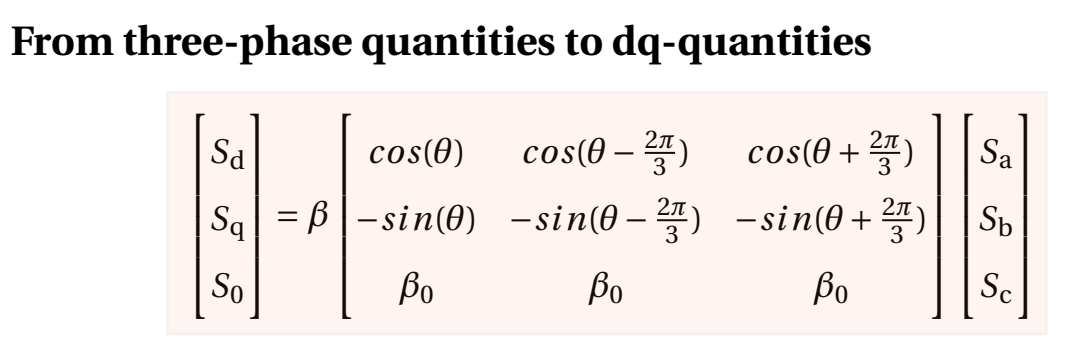 From three-phase quantities to dq-quantities
[S_d] = β [cos(θ) cos(θ − 2π/3) cos(θ + 2π/3)] [S_a]
[S_q] [−sin(θ) −sin(θ − 2π/3) −sin(θ + 2π/3)] [S_b]
[S_0] [β_0 β_0 β_0] [S_c]